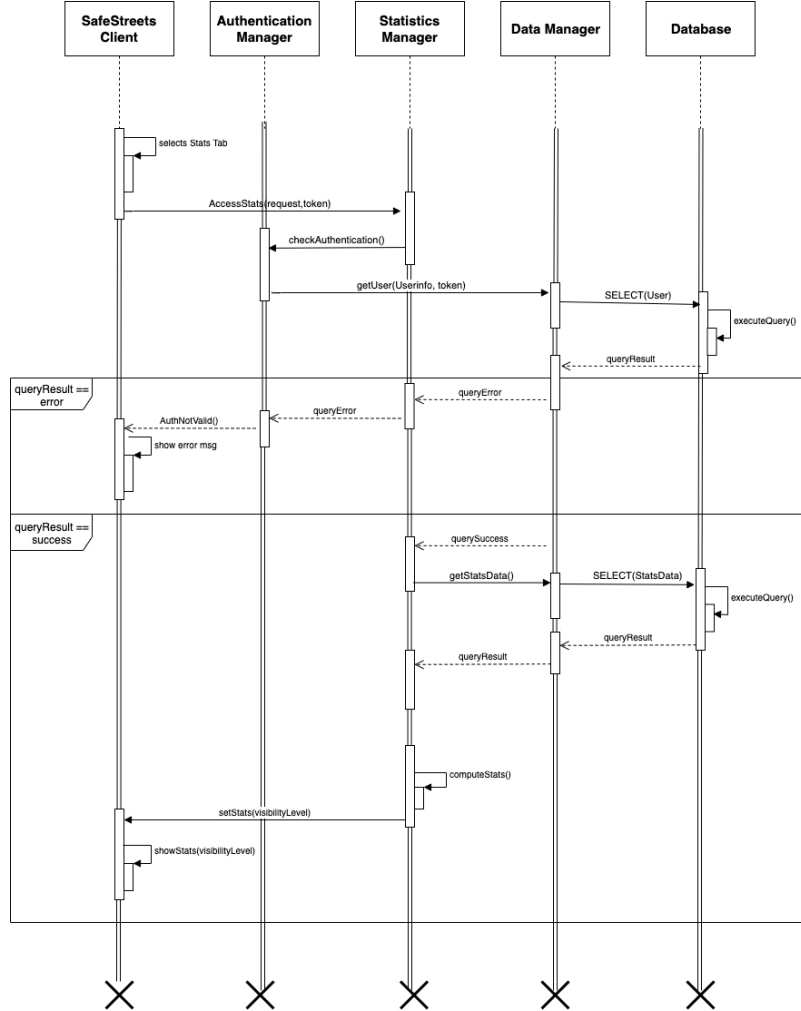 SafeStreets
Client
Authentication
Manager
Statistics
Manager
Data Manager
Database
selects Stats Tab
AccessStats(request,token)
checkAuthentication()
getUser(Userinfo, token)
SELECT(User)
executeQuery()
queryResult
queryResult ==
error
queryError
queryError
AuthNotValid()
show error msg
queryResult ==
success
querySuccess
getStatsData()
SELECT(StatsData)
executeQuery()
queryResult
queryResult
computeStats()
setStats(visibilityLevel)
showStats(visibilityLevel)